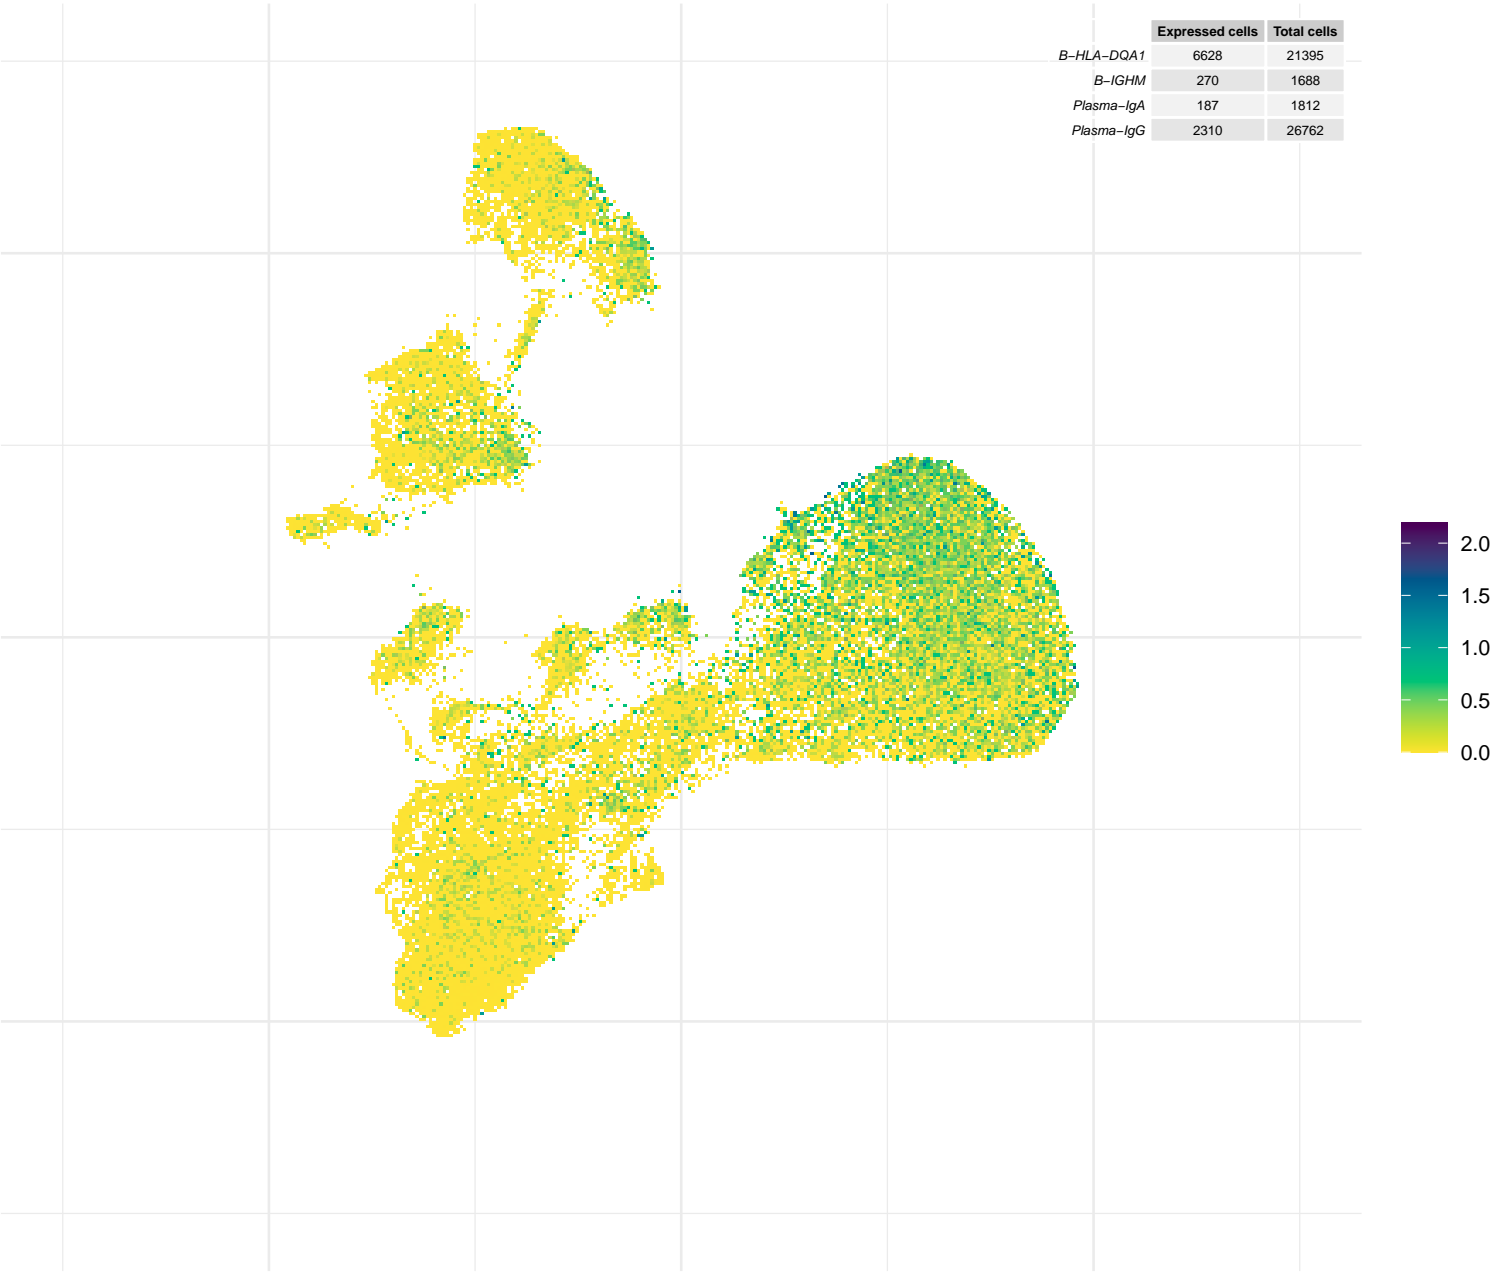 Expressed cells Total cells
B−HLA−DQA1 6628 21395
B−IGHM 270 1688
Plasma−IgA 187 1812
Plasma−IgG 2310 26762
2.0
1.5
1.0
0.5
0.0